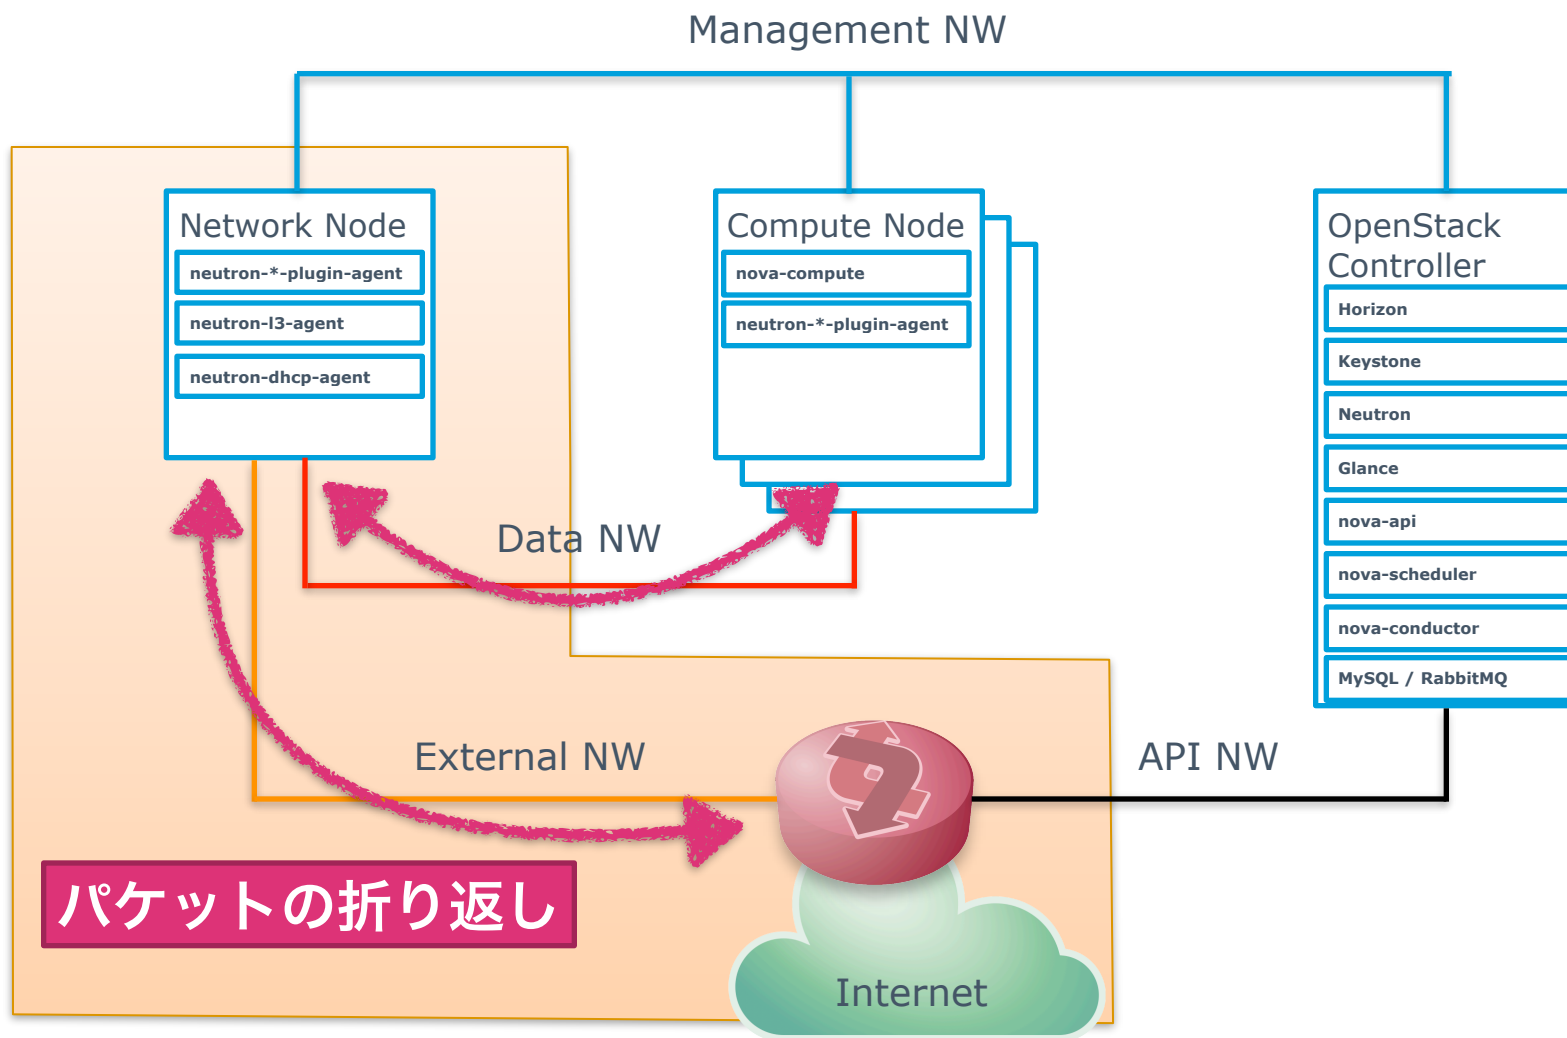 Management NW
Network Node
neutron-*-plugin-agent
neutron-l3-agent
neutron-dhcp-agent
Compute Node
nova-compute
neutron-*-plugin-agent
OpenStack
Controller
Horizon
Keystone
Neutron
Glance
nova-api
nova-scheduler
nova-conductor
MySQL / RabbitMQ
Data NW
External NW
API NW
パケットの折り返し
Internet